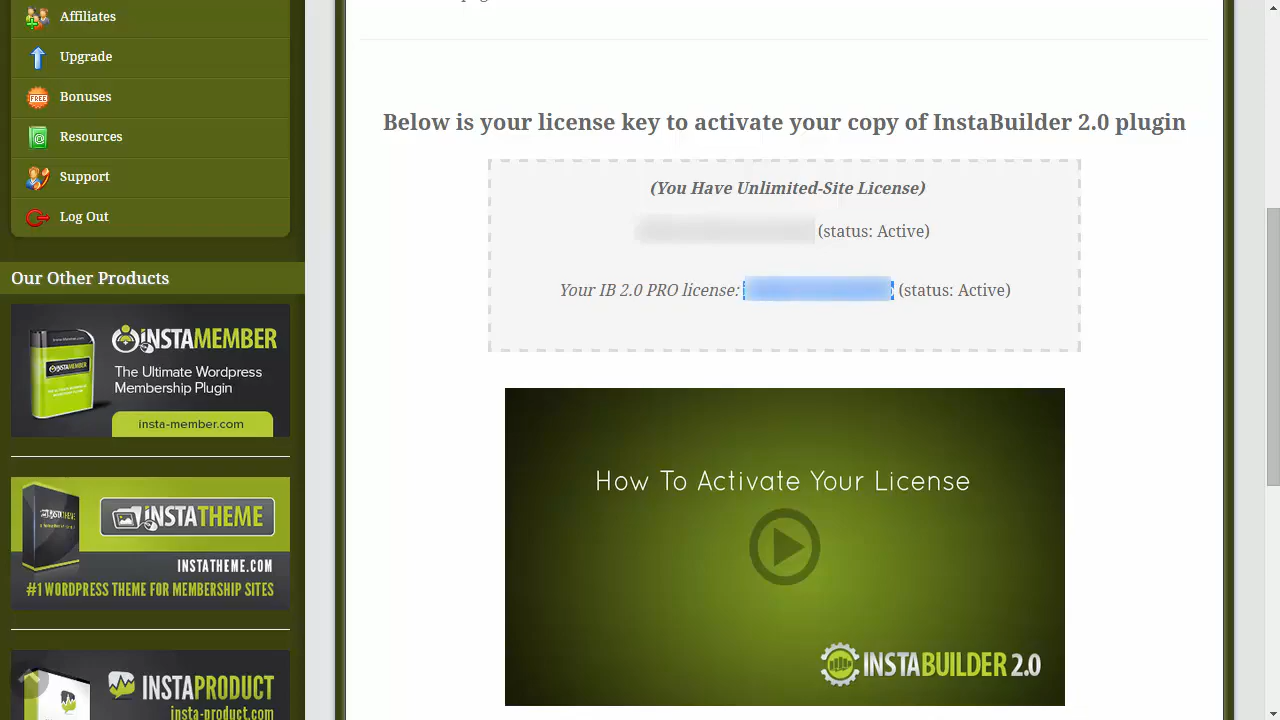 Affiliates
Upgrade
FREE
Bonuses
Resources
Support
Log Out
Our Other Products
INSTAMEMBER
The Ultimate Wordpress
Membership Plugin
insta-member.com
INSTATHEME
INSTATHEME.COM
#1 WORDPRESS THEME FOR MEMBERSHIP SITES
INSTAPRODUCT
insta-product.com
Below is your license key to activate your copy of InstaBuilder 2.0 plugin
(You Have Unlimited-Site License)
(status: Active)
Your IB 2.0 PRO license:
(status: Active)
How To Activate Your License
INSTABUILDER 2.0